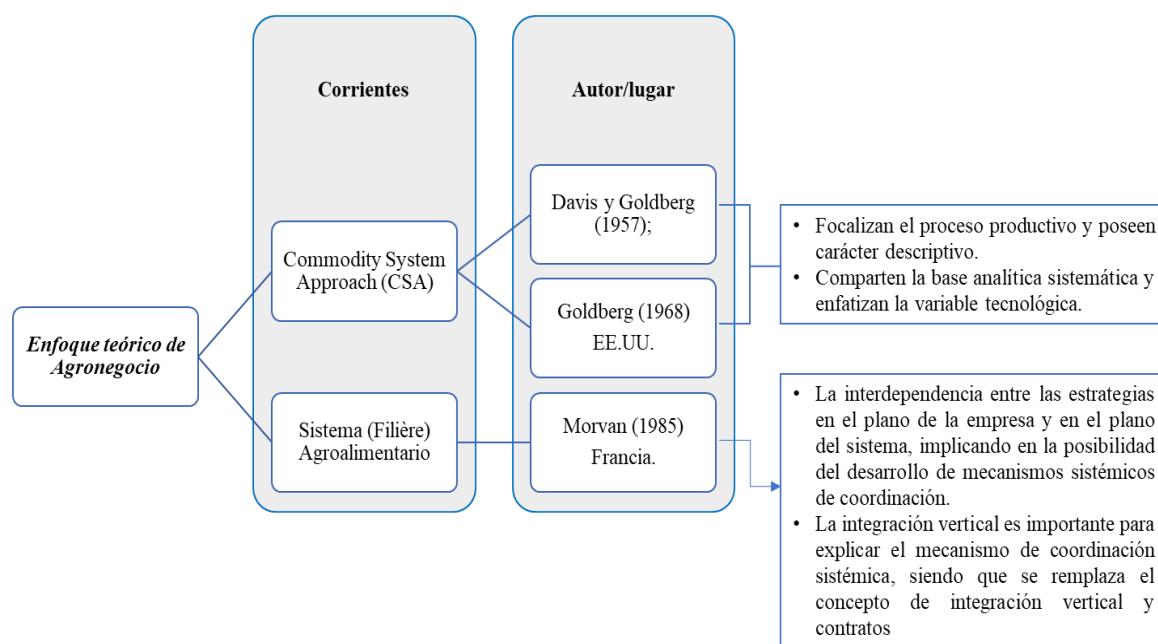 Corrientes
Autor/lugar
Enfoque teórico de
Agronegocio
Commodity System
Approach (CSA)
Sistema (Filière)
Agroalimentario
Davis y Goldberg
(1957);
Goldberg (1968)
EE.UU.
Morvan (1985)
Francia.
• Focalizan el proceso productivo y poseen
carácter descriptivo.
• Comparten la base analítica sistemática y
enfatizan la variable tecnológica.
• La interdependencia entre las estrategias
en el plano de la empresa y en el plano
del sistema, implicando en la posibilidad
del desarrollo de mecanismos sistémicos
de coordinación.
• La integración vertical es importante para
explicar el mecanismo de coordinación
sistémica, siendo que se remplaza el
concepto de integración vertical y
contratos